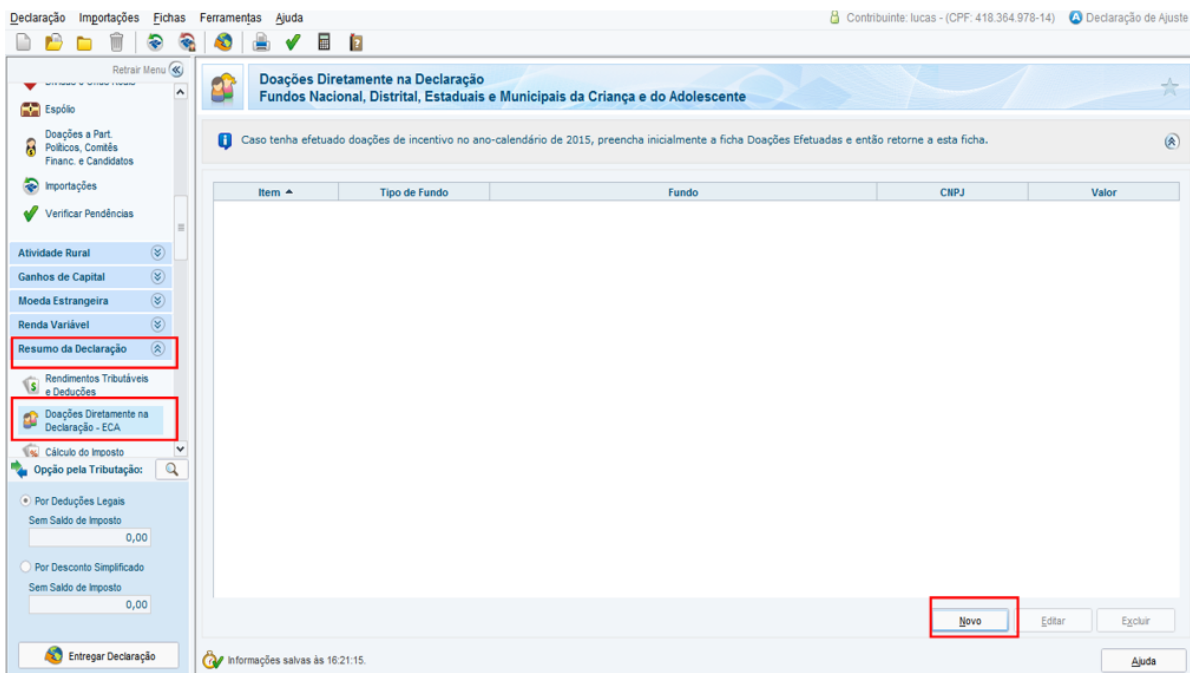 Declaração Importações Fichas Ferramentas Ajuda
Contribuinte: lucas - (CPF: 418.364.978-14) Declaração de Ajuste
Retrair Menu
Espólio
Doações a Part.
Políticos, Comitês
Financ. e Candidatos
Importações
Verificar Pendências
Atividade Rural
Ganhos de Capital
Moeda Estrangeira
Renda Variável
Resumo da Declaração
Rendimentos Tributáveis
e Deduções
Doações Diretamente na
Declaração - ECA
Cálculo do Imposto
Opção pela Tributação:
Por Deduções Legais
Sem Saldo de Imposto
0,00
Por Desconto Simplificado
Sem Saldo de Imposto
0,00
Entregar Declaração
Doações Diretamente na Declaração
Fundos Nacional, Distrital, Estaduais e Municipais da Criança e do Adolescente
Caso tenha efetuado doações de incentivo no ano-calendário de 2015, preencha inicialmente a ficha Doações Efetuadas e então retorne a esta ficha.
Item Tipo de Fundo Fundo CNPJ Valor
Novo Editar Excluir
Informações salvas às 16:21:15.
Ajuda